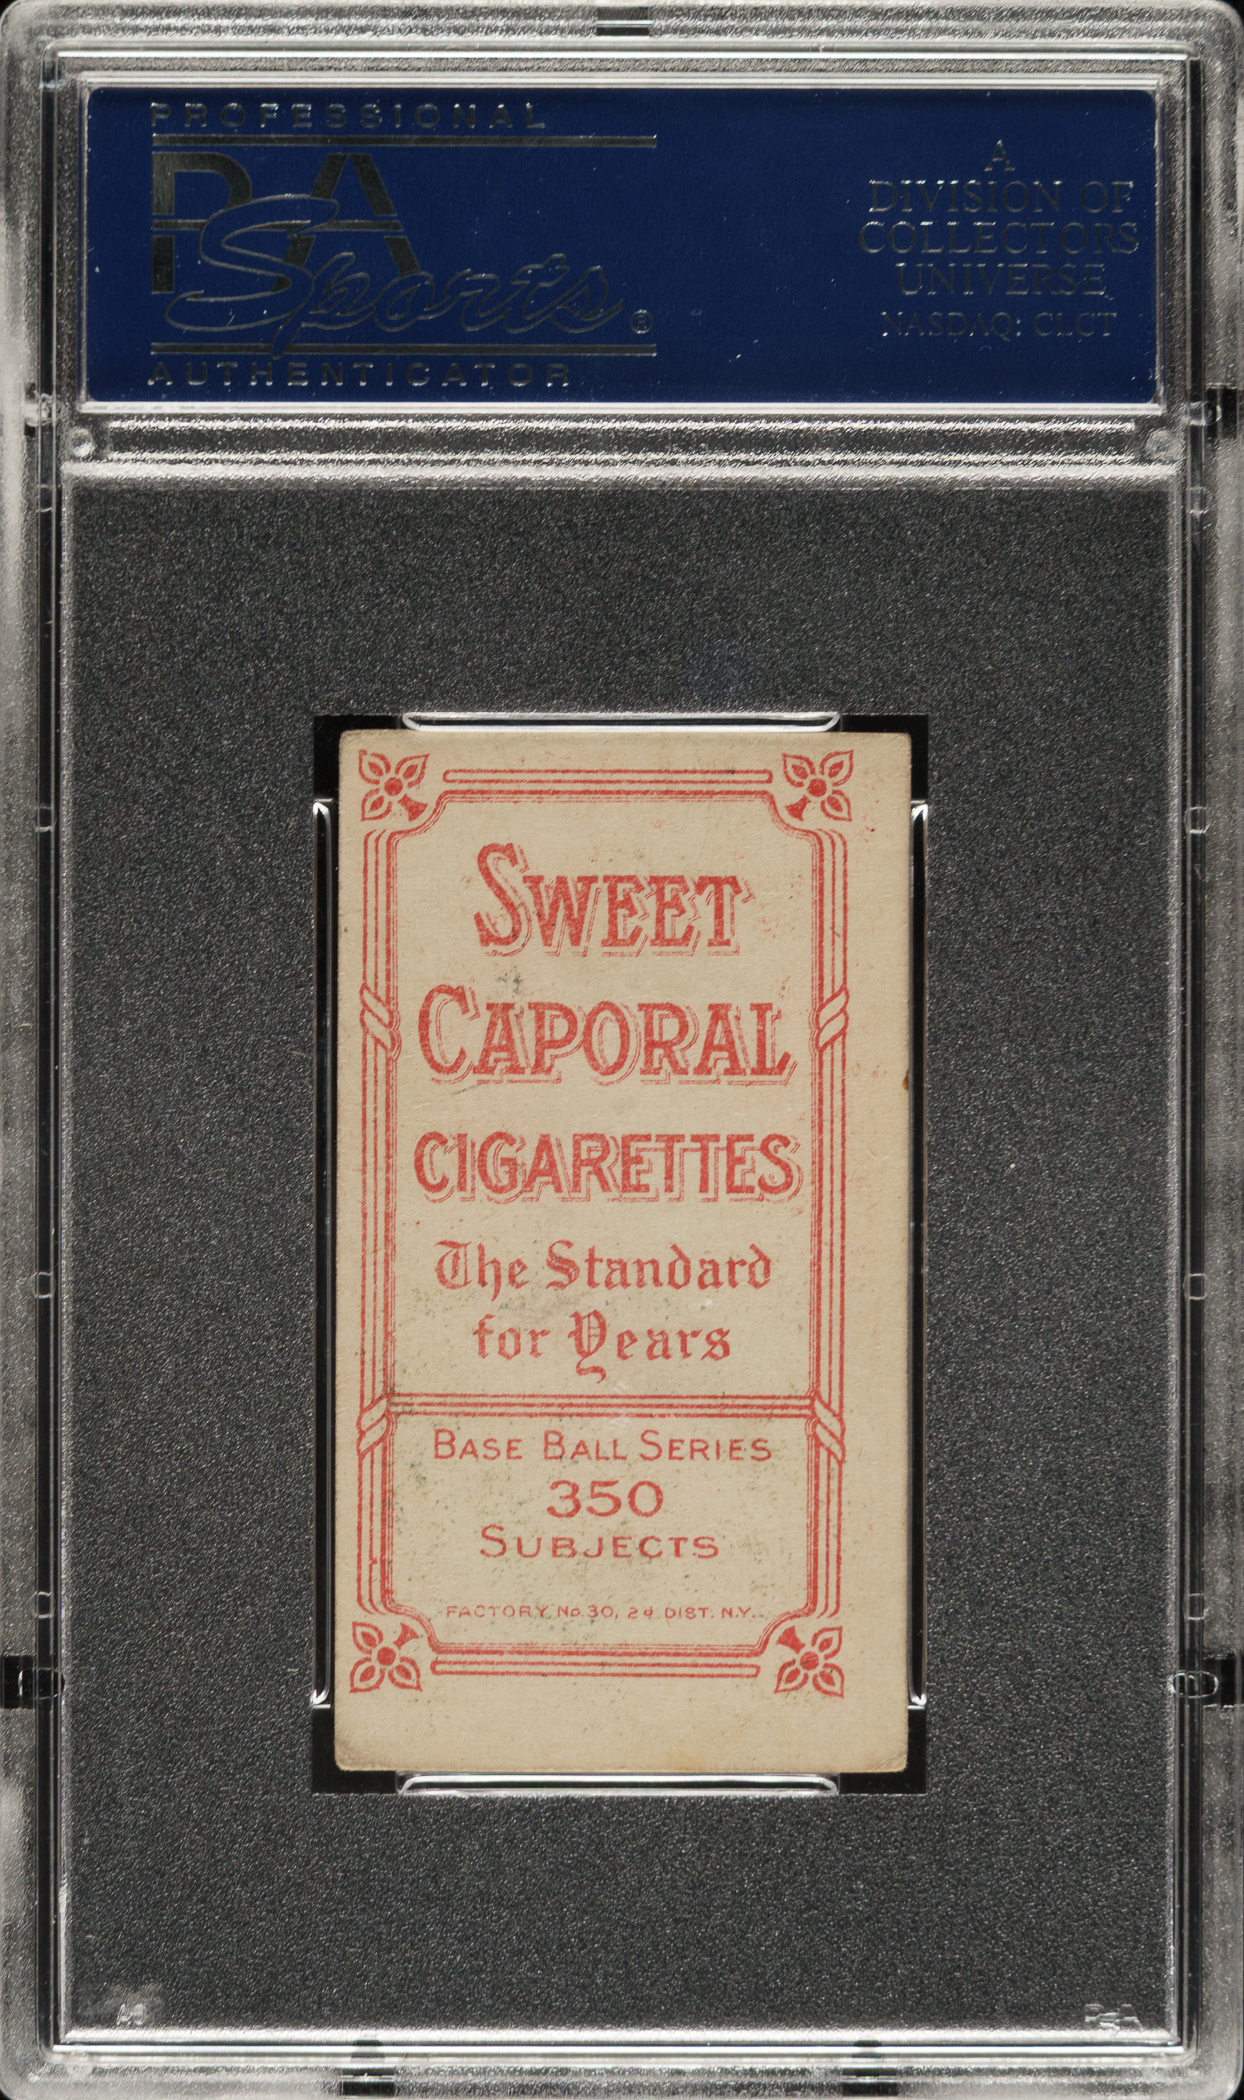 PROFESSIONAL
PSA
Sports®
AUTHENTICATOR
A
DIVISION OF
COLLECTORS
UNIVERSE
NASDAQ: CLCT
SWEET
CAPORAL
CIGARETTES
The Standard
for Years
BASE BALL SERIES
350
SUBJECTS
FACTORY No. 30, 2d DIST. N.Y.
PSA